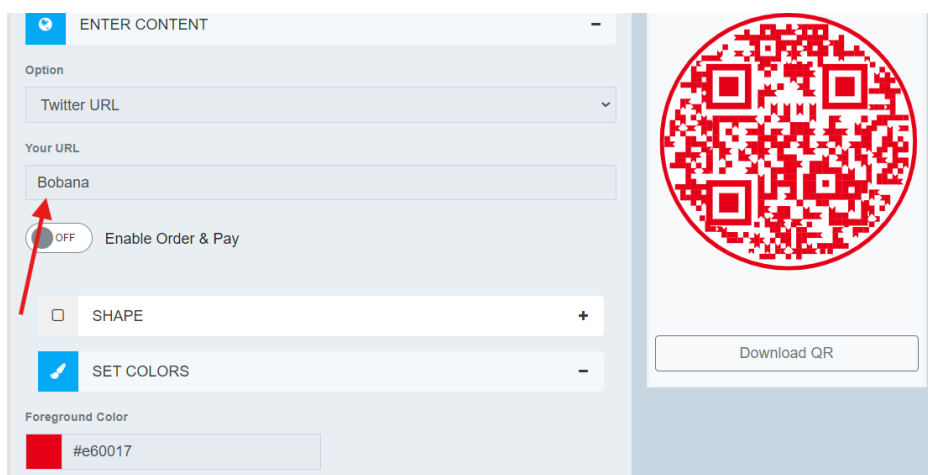 ENTER CONTENT
Option
Twitter URL
Your URL
Bobana
OFF Enable Order & Pay
SHAPE
SET COLORS
Foreground Color
#e60017
Download QR